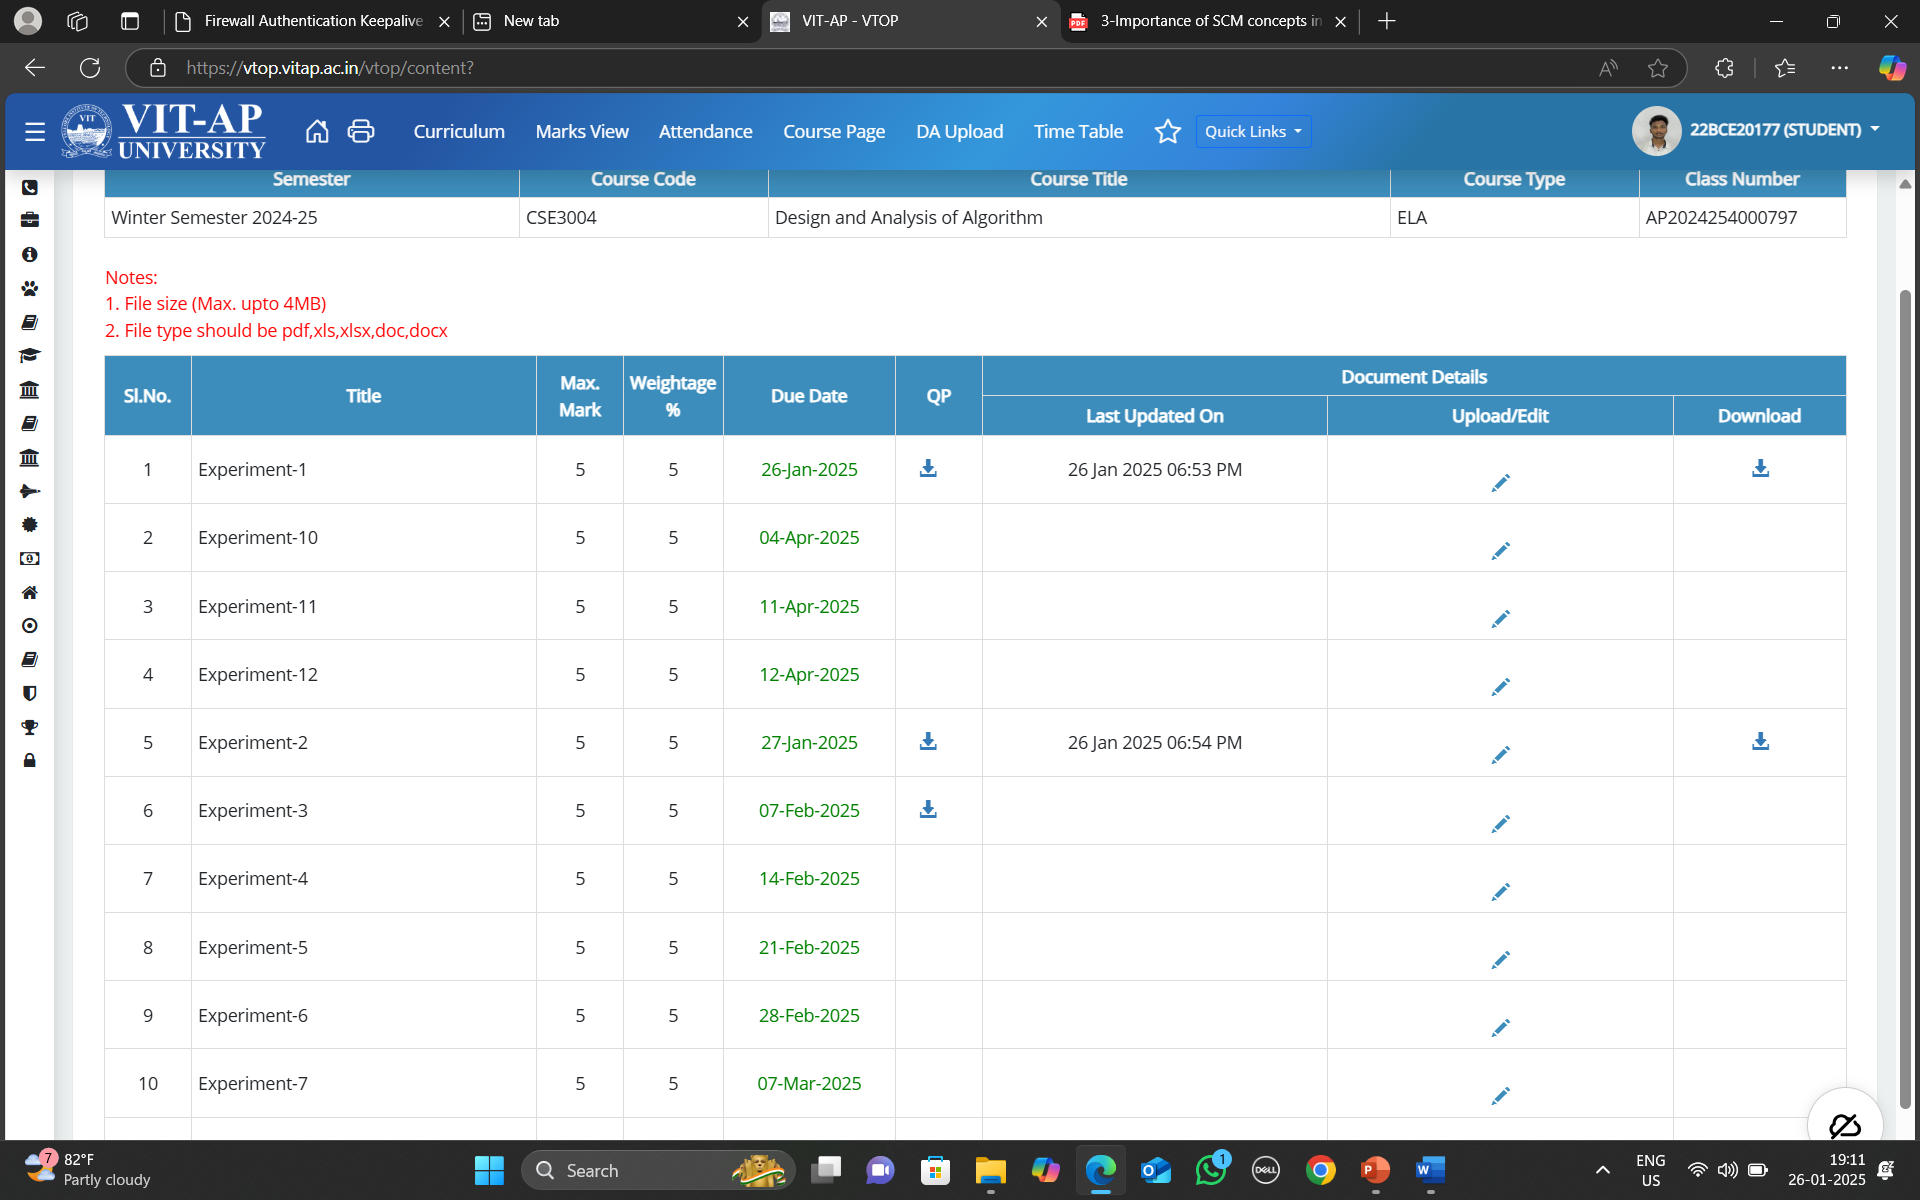 Firewall Authentication Keepalive
New tab
VIT-AP - VTOP
3-Importance of SCM concepts in
https://vtop.vitap.ac.in/vtop/content?
VIT
VIT-AP
UNIVERSITY
Curriculum Marks View Attendance Course Page DA Upload Time Table Quick Links
22BCE20177 (STUDENT)
Semester Course Code Course Title Course Type Class Number
Winter Semester 2024-25 CSE3004 Design and Analysis of Algorithm ELA AP2024254000797
Notes:
1. File size (Max. upto 4MB)
2. File type should be pdf,xls,xlsx,doc,docx
Sl.No. Title Max. Mark Weightage % Due Date QP Document Details
Last Updated On Upload/Edit Download
1 Experiment-1 5 5 26-Jan-2025 26 Jan 2025 06:53 PM
2 Experiment-10 5 5 04-Apr-2025
3 Experiment-11 5 5 11-Apr-2025
4 Experiment-12 5 5 12-Apr-2025
5 Experiment-2 5 5 27-Jan-2025 26 Jan 2025 06:54 PM
6 Experiment-3 5 5 07-Feb-2025
7 Experiment-4 5 5 14-Feb-2025
8 Experiment-5 5 5 21-Feb-2025
9 Experiment-6 5 5 28-Feb-2025
10 Experiment-7 5 5 07-Mar-2025
7
82°F
Partly cloudy
Search
1
DELL
ENG
US
19:11
26-01-2025